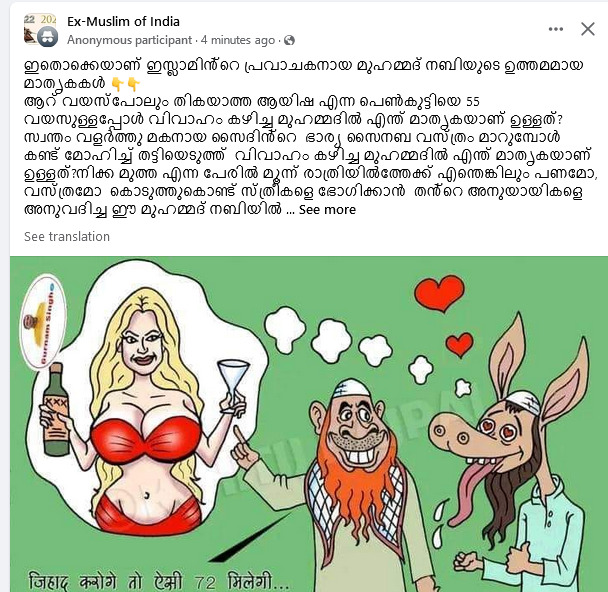 Ex-Muslim of India
Anonymous participant · 4 minutes ago ·
ഇതൊക്കെയാണ് ഇസ്ലാമിൻ്റെ പ്രവാചകനായ മുഹമ്മദ് നബിയുടെ ഉത്തമമായ
മാതൃകകൾ 👇👇
ആറ് വയസ്പോലും തികയാത്ത ആയിഷ എന്ന പെൺകുട്ടിയെ 55
വയസുള്ളപ്പോൾ വിവാഹം കഴിച്ച മുഹമ്മദിൽ എന്ത് മാതൃകയാണ് ഉള്ളത്?
സ്വന്തം വളർത്തു മകനായ സൈദിൻ്റെ ഭാര്യ സൈനബ വസ്ത്രം മാറുമ്പോൾ
കണ്ട് മോഹിച്ച് തട്ടിയെടുത്ത് വിവാഹം കഴിച്ച മുഹമ്മദിൽ എന്ത് മാതൃകയാണ്
ഉള്ളത്?നിക്ക മുത്ത എന്ന പേരിൽ മൂന്ന് രാത്രിയിൽത്തേക്ക് എന്തെങ്കിലും പണമോ,
വസ്ത്രമോ കൊടുത്തുകൊണ്ട് സ്ത്രീകളെ ഭോഗിക്കാൻ തൻ്റെ അനുയായികളെ
അനുവദിച്ച ഈ മുഹമ്മദ് നബിയിൽ ... See more
See translation
Gurnam Singh
XX
जिहाद करोगे तो ऐसी 72 मिलेगी...